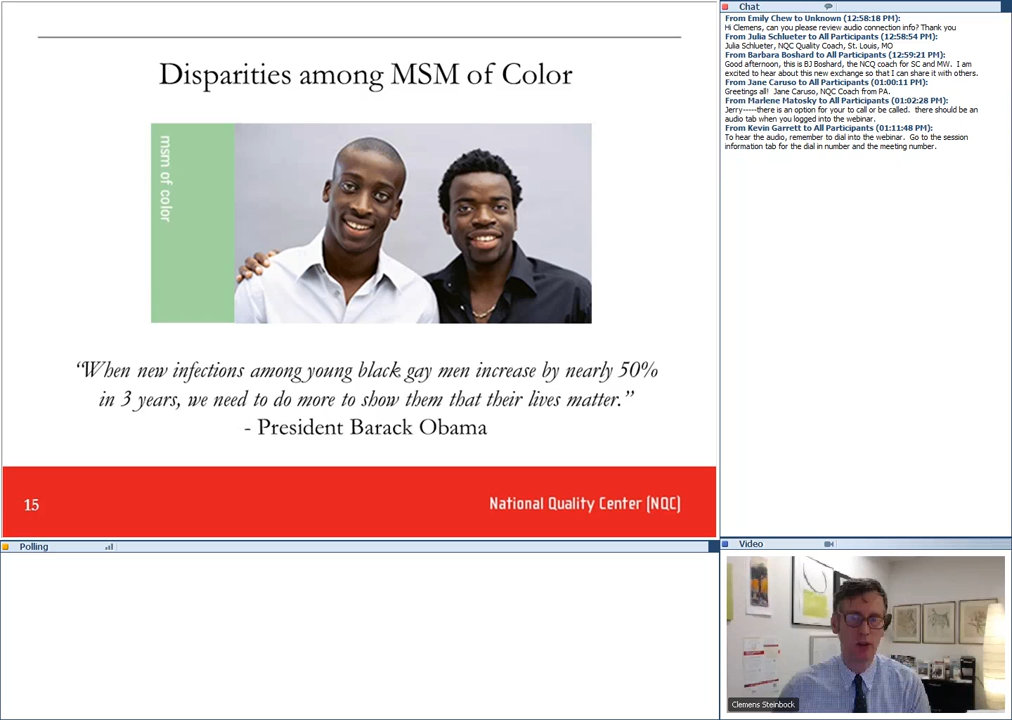 Disparities among MSM of Color
msm of color
“When new infections among young black gay men increase by nearly 50%
in 3 years, we need to do more to show them that their lives matter.”
- President Barack Obama
15
National Quality Center (NQC)
Polling
Chat
From Emily Chew to Unknown (12:58:18 PM):
Hi Clemens, can you please review audio connection info? Thank you
From Julia Schlueter to All Participants (12:58:54 PM):
Julia Schlueter, NQC Quality Coach, St. Louis, MO
From Barbara Boshard to All Participants (12:59:21 PM):
Good afternoon, this is BJ Boshard, the NCQ coach for SC and MW.  I am
excited to hear about this new exchange so that I can share it with others.
From Jane Caruso to All Participants (01:00:11 PM):
Greetings all!  Jane Caruso, NQC Coach from PA.
From Marlene Matosky to All Participants (01:02:28 PM):
Jerry-----there is an option for your to call or be called.  there should be an
audio tab when you logged into the webinar.
From Kevin Garrett to All Participants (01:11:48 PM):
To hear the audio, remember to dial into the webinar.  Go to the session
information tab for the dial in number and the meeting number.
Video
Clemens Steinbock